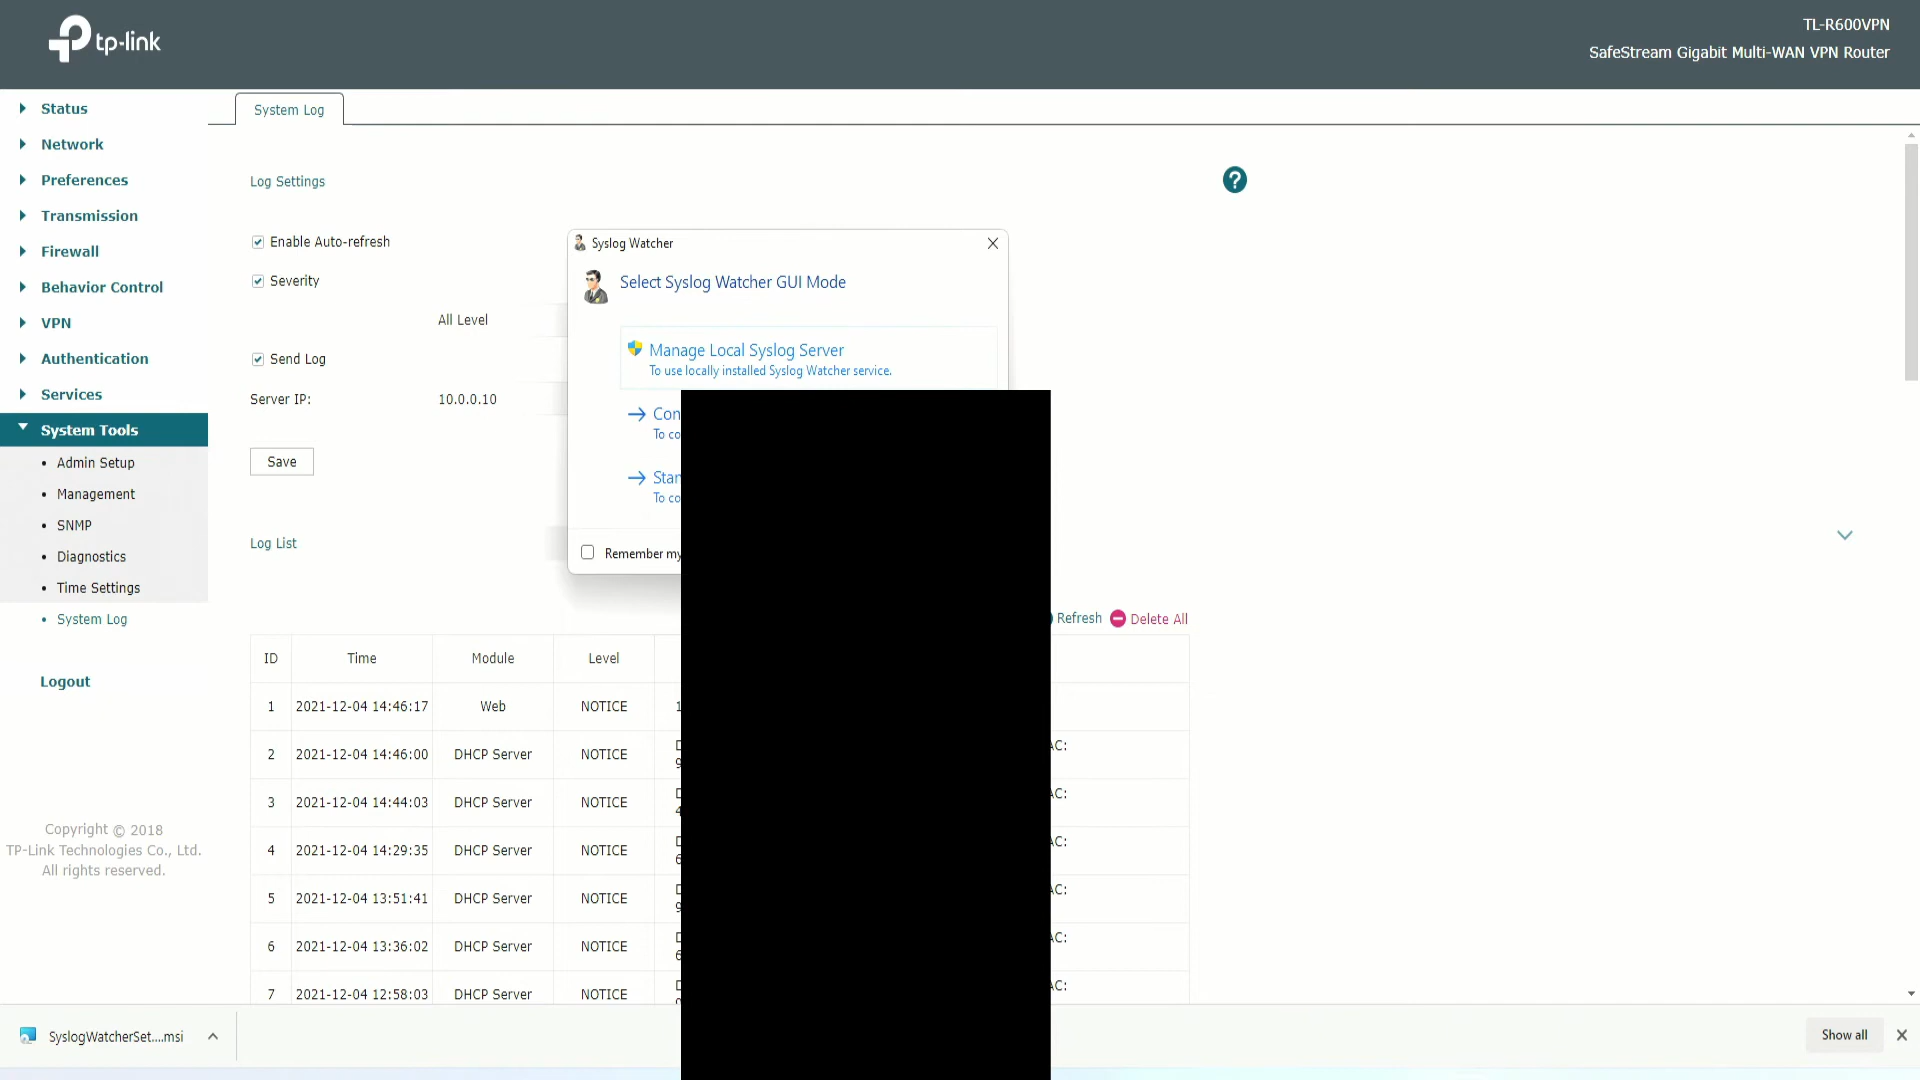 tp-link
TL-R600VPN
SafeStream Gigabit Multi-WAN VPN Router
Status
Network
Preferences
Transmission
Firewall
Behavior Control
VPN
Authentication
Services
System Tools
Admin Setup
Management
SNMP
Diagnostics
Time Settings
System Log
Logout
Copyright © 2018
TP-Link Technologies Co., Ltd.
All rights reserved.
System Log
Log Settings
?
Enable Auto-refresh
Severity
All Level
Send Log
Server IP: 10.0.0.10
Save
Syslog Watcher
Select Syslog Watcher GUI Mode
Manage Local Syslog Server
To use locally installed Syslog Watcher service.
To
To
Remember my
Log List
Refresh Delete All
ID Time Module Level
1 2021-12-04 14:46:17 Web NOTICE
2 2021-12-04 14:46:00 DHCP Server NOTICE
3 2021-12-04 14:44:03 DHCP Server NOTICE
4 2021-12-04 14:29:35 DHCP Server NOTICE
5 2021-12-04 13:51:41 DHCP Server NOTICE
6 2021-12-04 13:36:02 DHCP Server NOTICE
7 2021-12-04 12:58:03 DHCP Server NOTICE
SyslogWatcherSet....msi
Show all